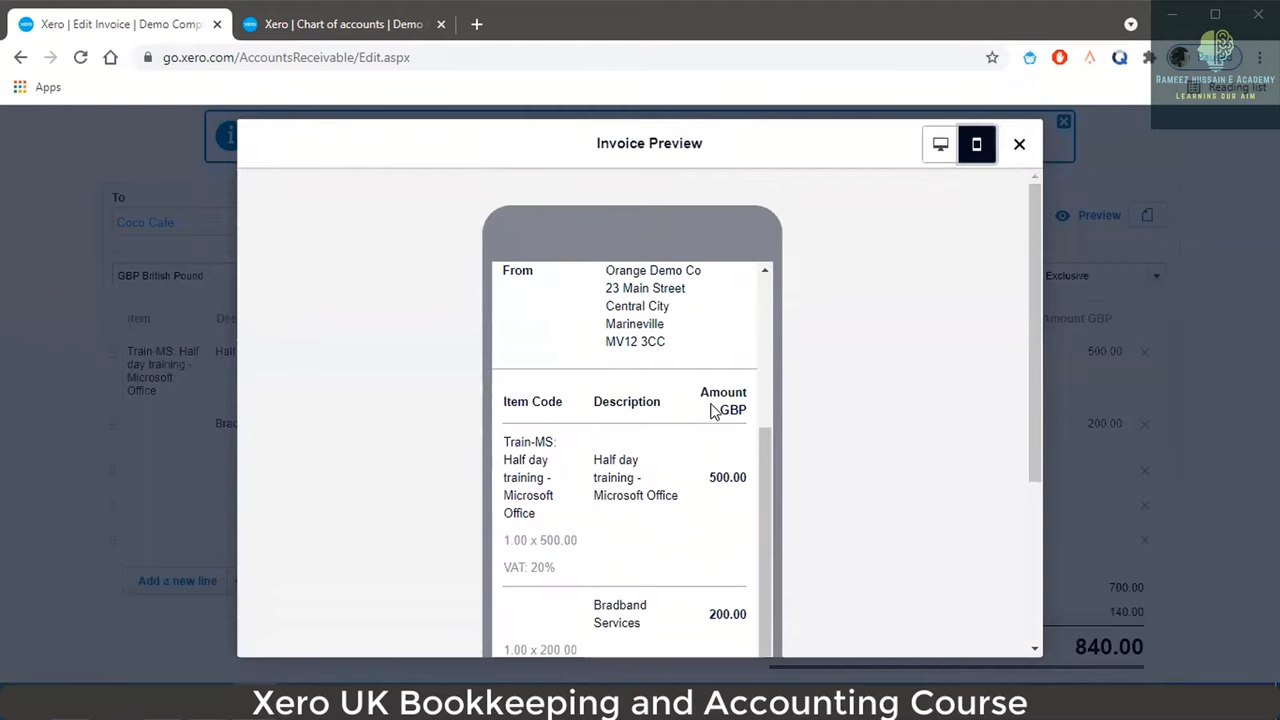 Xero | Edit Invoice | Demo Comp
Xero | Chart of accounts | Demo
go.xero.com/AccountsReceivable/Edit.aspx
Apps
Reading list
RAMEEZ HUSSAIN E ACADEMY
LEARNING OUR AIM
Invoice Preview
To
Coco Cafe
Preview
GBP British Pound
Exclusive
Item
Des
Amount GBP
Train-MS: Half
day training -
Microsoft
Office
Half
500.00
Brad
200.00
Add a new line
700.00
140.00
840.00
From
Orange Demo Co
23 Main Street
Central City
Marineville
MV12 3CC
Item Code
Description
Amount
GBP
Train-MS:
Half day
training -
Microsoft
Office
Half day
training -
Microsoft Office
500.00
1.00 x 500.00
VAT: 20%
Bradband
Services
200.00
1.00 x 200.00
Xero UK Bookkeeping and Accounting Course